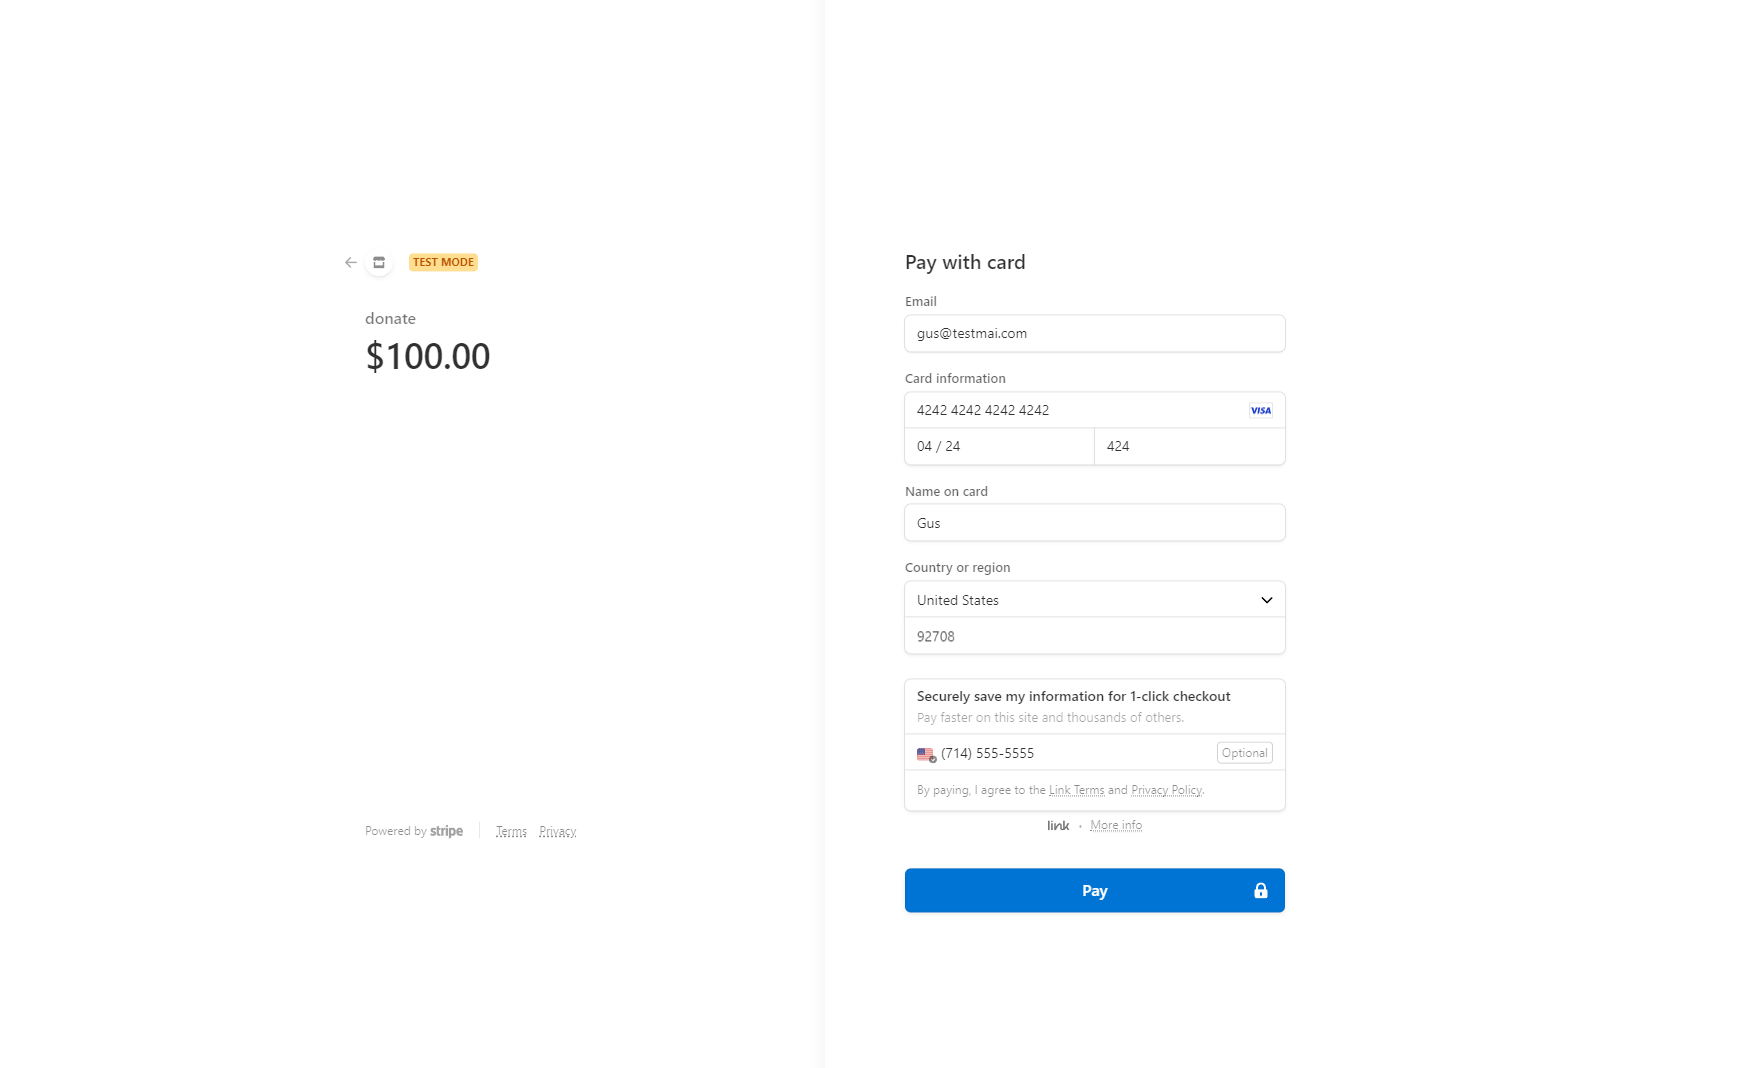 TEST MODE
donate
$100.00
Powered by stripe
Terms Privacy
Pay with card
Email
gus@testmai.com
Card information
4242 4242 4242 4242 VISA
04 / 24 424
Name on card
Gus
Country or region
United States
92708
Securely save my information for 1-click checkout
Pay faster on this site and thousands of others.
(714) 555-5555 Optional
By paying, I agree to the Link Terms and Privacy Policy.
link · More info
Pay